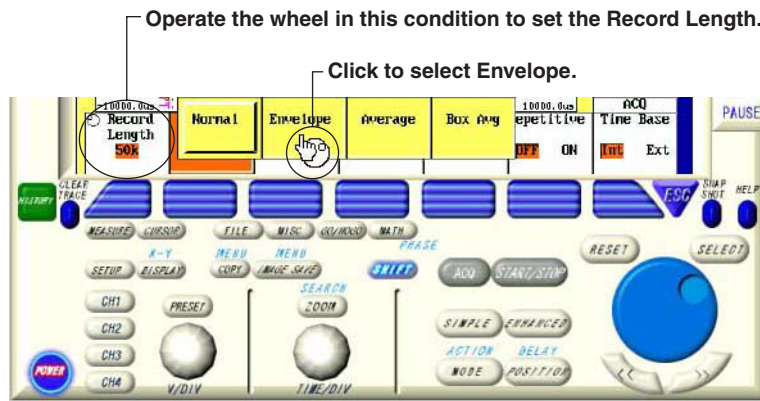 Operate the wheel in this condition to set the Record Length.
Click to select Envelope.
-10000.0us
10000.0us
ACQ
Record
Length
50k
Normal
Envelope
Average
Box Avg
epetitive
OFF ON
Time Base
Int Ext
PAUSE
HISTORY
CLEAR
TRACE
ESC
SNAP
SHOT
HELP
MEASURE
CURSOR
FILE
MISC
GO/NOGO
MATH
PHASE
X-Y
MENU
MENU
SETUP
DISPLAY
COPY
IMAGE SAVE
SHIFT
ACQ
START/STOP
RESET
SELECT
SEARCH
CH1
PRESET
ZOOM
CH2
SIMPLE
ENHANCED
CH3
ACTION
DELAY
CH4
MODE
POSITION
<<
>>
POWER
V/DIV
TIME/DIV